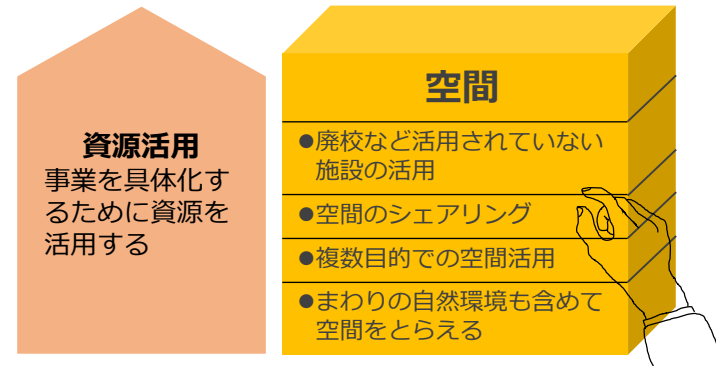 資源活用
事業を具体化す
るために資源を
活用する
空間
●廃校など活用されていない
施設の活用
●空間のシェアリング
●複数目的での空間活用
●まわりの自然環境も含めて
空間をとらえる